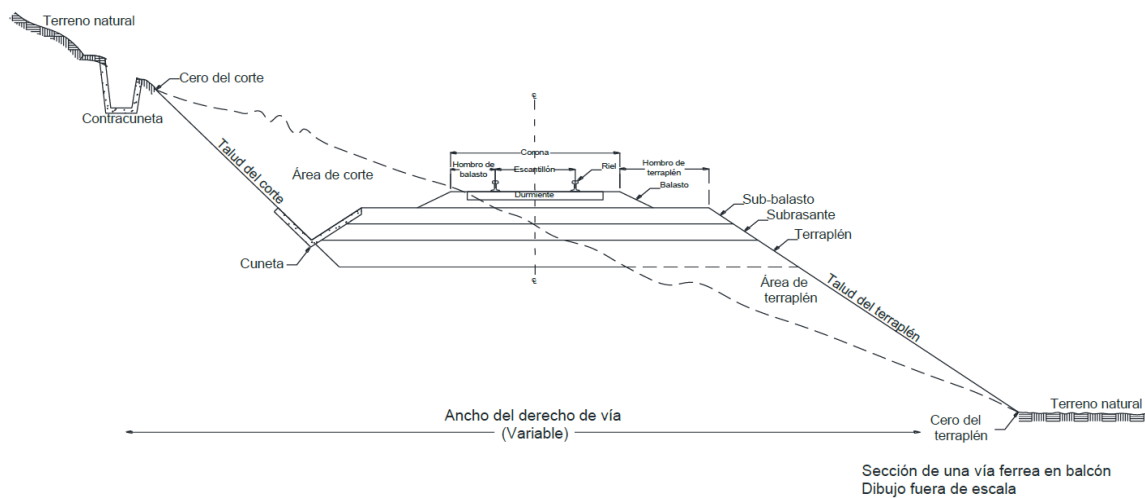 Terreno natural
Cero del corte
Contracuneta
Talud del corte
Área de corte
Corona
Hombro de
balasto
Escantillón
Riel
Hombro de
terraplén
Durmiente
Balasto
Sub-balasto
Subrasante
Terraplén
Cuneta
Área de
terraplén
Talud del terraplén
Ancho del derecho de vía
(Variable)
Cero del
terraplén
Terreno natural
Sección de una vía ferrea en balcón
Dibujo fuera de escala